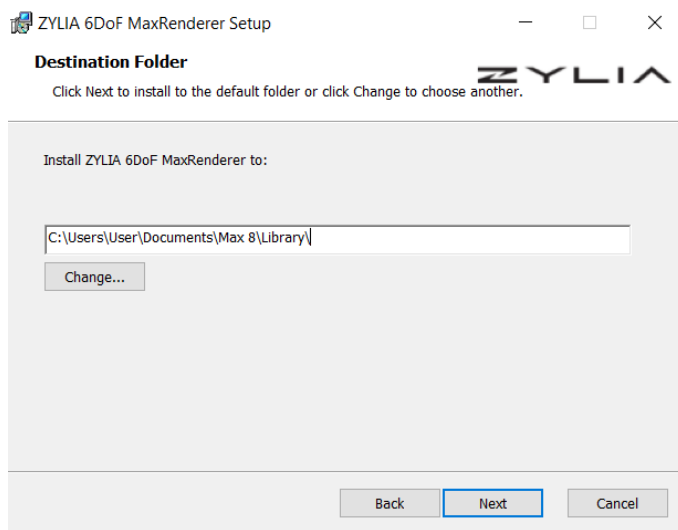 ZYLIA 6DoF MaxRenderer Setup
Destination Folder
ZYLIA
Click Next to install to the default folder or click Change to choose another.
Install ZYLIA 6DoF MaxRenderer to:
C:\Users\User\Documents\Max 8\Library\
Change...
Back Next Cancel